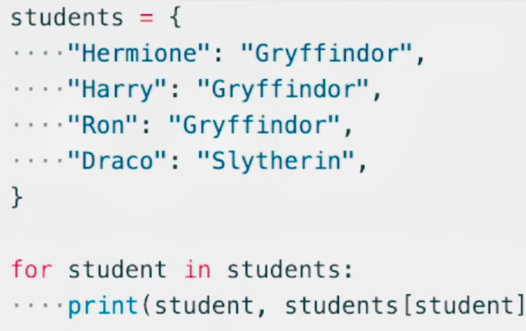 students = {
····"Hermione": "Gryffindor",
····"Harry": "Gryffindor",
····"Ron": "Gryffindor",
····"Draco": "Slytherin",
}
for student in students:
····print(student, students[student]